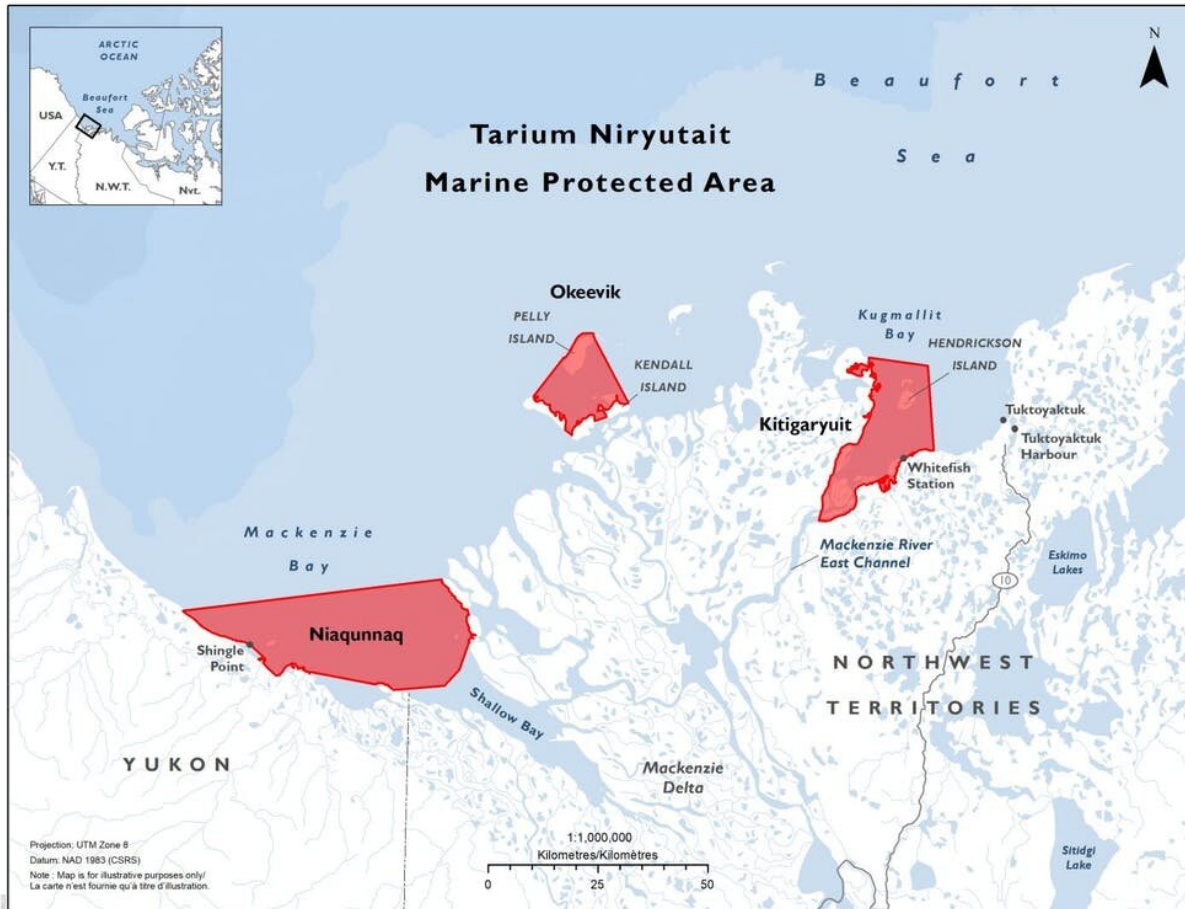 ARCTIC
OCEAN
Beaufort
Sea
USA
Y.T.
N.W.T.
Nvt.
N
Beaufort
Sea
Tarium Niryutait
Marine Protected Area
Okeevik
PELLY
ISLAND
KENDALL
ISLAND
Kugmallit
Bay
HENDRICKSON
ISLAND
Kitigaryuit
Tuktoyaktuk
Tuktoyaktuk
Harbour
Whitefish
Station
Mackenzie
Bay
Mackenzie River
East Channel
Eskimo
Lakes
10
Niaqunnaq
Shingle
Point
Shallow Bay
NORTHWEST
TERRITORIES
YUKON
Mackenzie
Delta
Sitidgi
Lake
1:1,000,000
Kilometres/Kilomètres
0 25 50
Projection: UTM Zone 8
Datum: NAD 1983 (CSRS)
Note : Map is for illustrative purposes only/
La carte n'est fournie qu'à titre d'illustration.